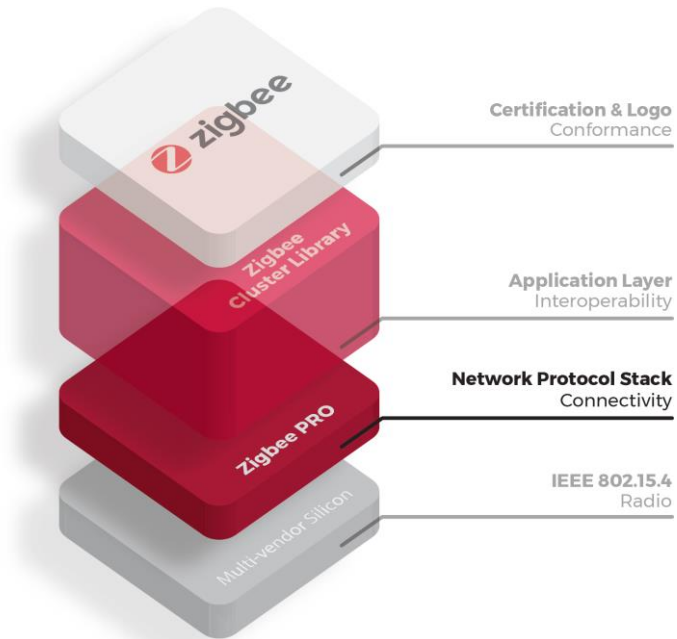 zigbee
Certification & Logo
Conformance
Zigbee
Cluster Library
Application Layer
Interoperability
Network Protocol Stack
Connectivity
Zigbee PRO
IEEE 802.15.4
Radio
Multi-vendor Silicon